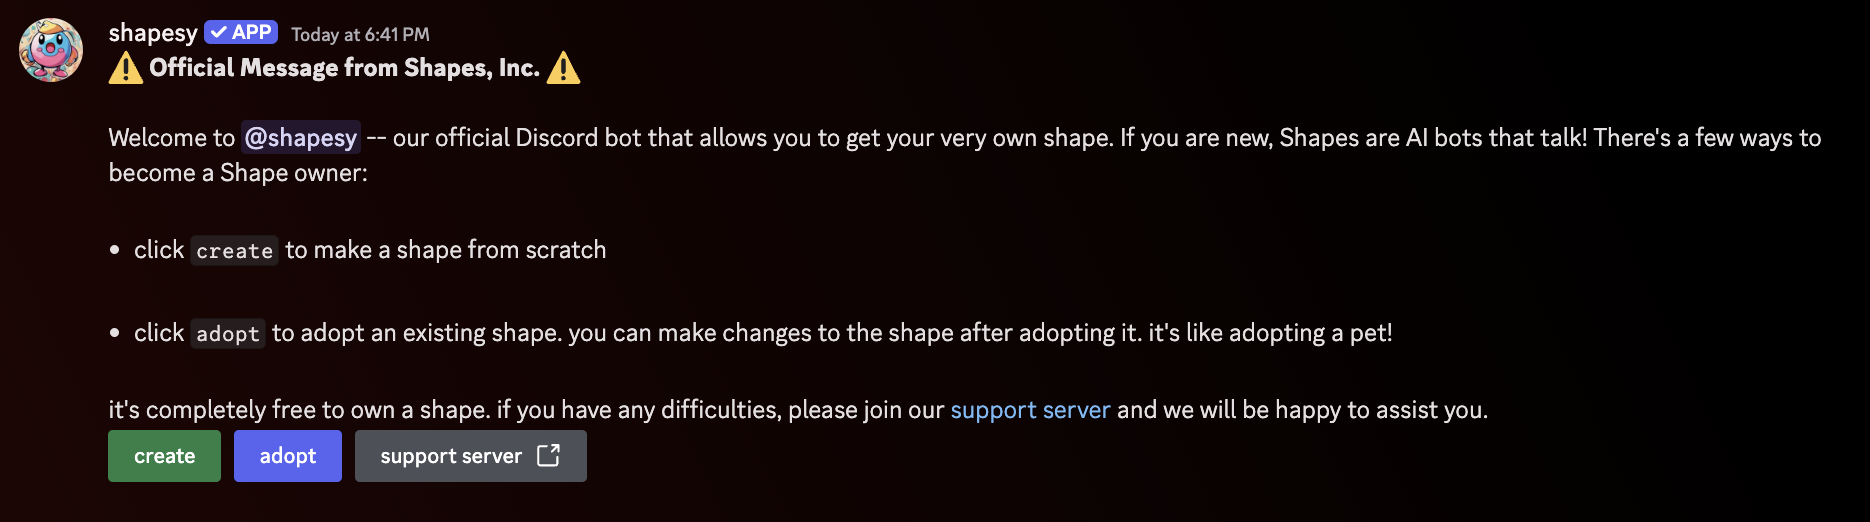 shapesy ✓ APP Today at 6:41 PM
⚠️ Official Message from Shapes, Inc. ⚠️
Welcome to @shapesy -- our official Discord bot that allows you to get your very own shape. If you are new, Shapes are AI bots that talk! There's a few ways to
become a Shape owner:
• click create to make a shape from scratch
• click adopt to adopt an existing shape. you can make changes to the shape after adopting it. it's like adopting a pet!
it's completely free to own a shape. if you have any difficulties, please join our support server and we will be happy to assist you.
create adopt support server